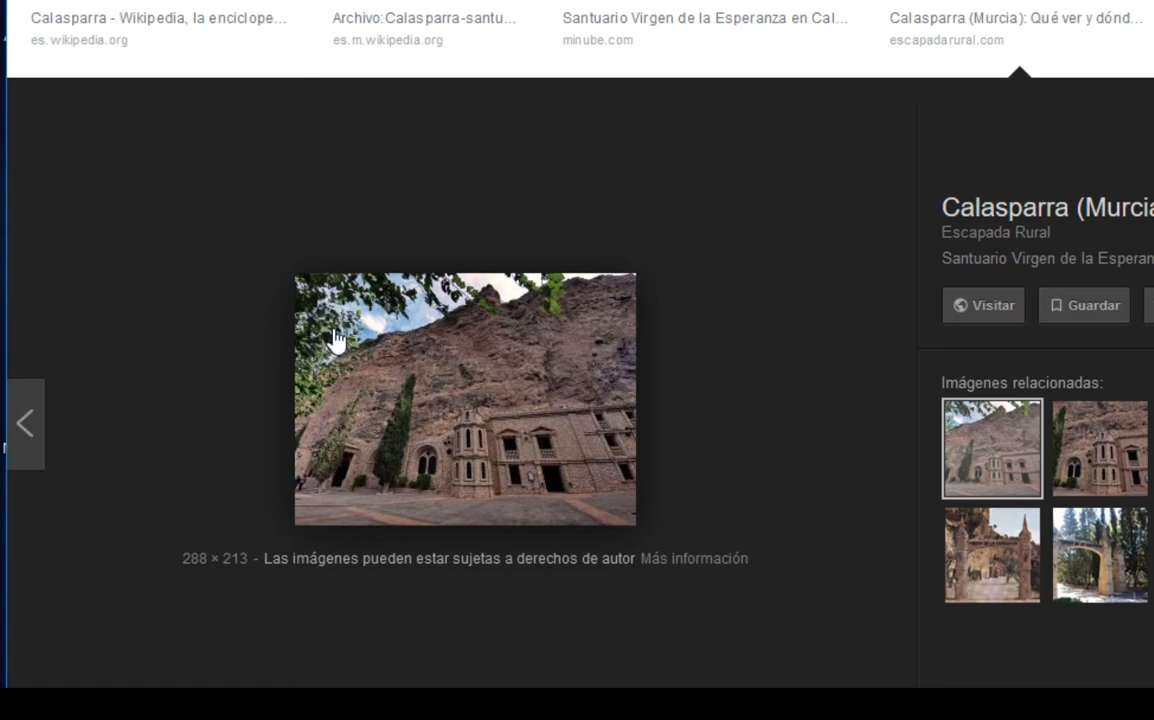 Calasparra - Wikipedia, la enciclope...
es.wikipedia.org
Archivo:Calasparra-santu...
es.m.wikipedia.org
Santuario Virgen de la Esperanza en Cal...
minube.com
Calasparra (Murcia): Qué ver y dónd...
escapadarural.com
Calasparra (Murcia
Escapada Rural
Santuario Virgen de la Esperan
Visitar
Guardar
Imágenes relacionadas:
288 × 213 - Las imágenes pueden estar sujetas a derechos de autor Más información